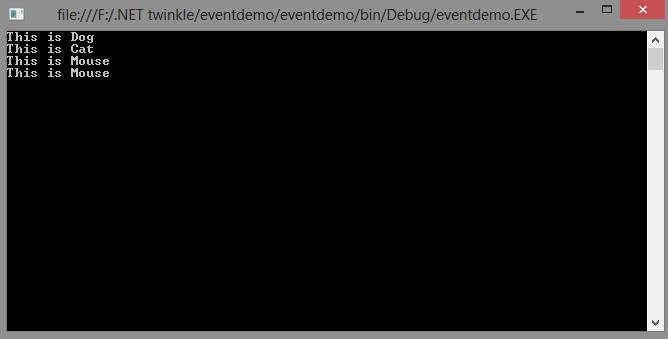 file:///F:/.NET twinkle/eventdemo/eventdemo/bin/Debug/eventdemo.EXE
This is Dog
This is Cat
This is Mouse
This is Mouse